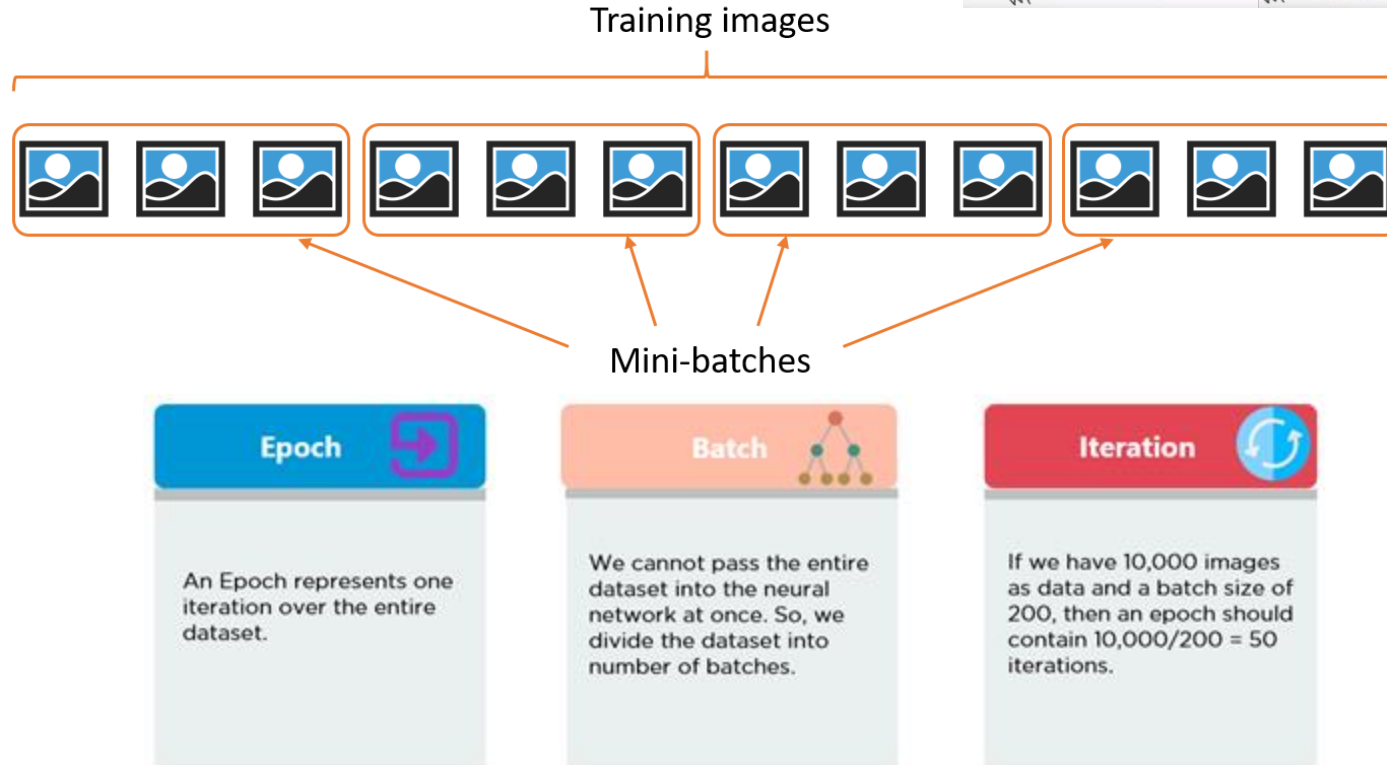 Training images
Mini-batches
Epoch
An Epoch represents one
iteration over the entire
dataset.
Batch
We cannot pass the entire
dataset into the neural
network at once. So, we
divide the dataset into
number of batches.
Iteration
If we have 10,000 images
as data and a batch size of
200, then an epoch should
contain 10,000/200 = 50
iterations.